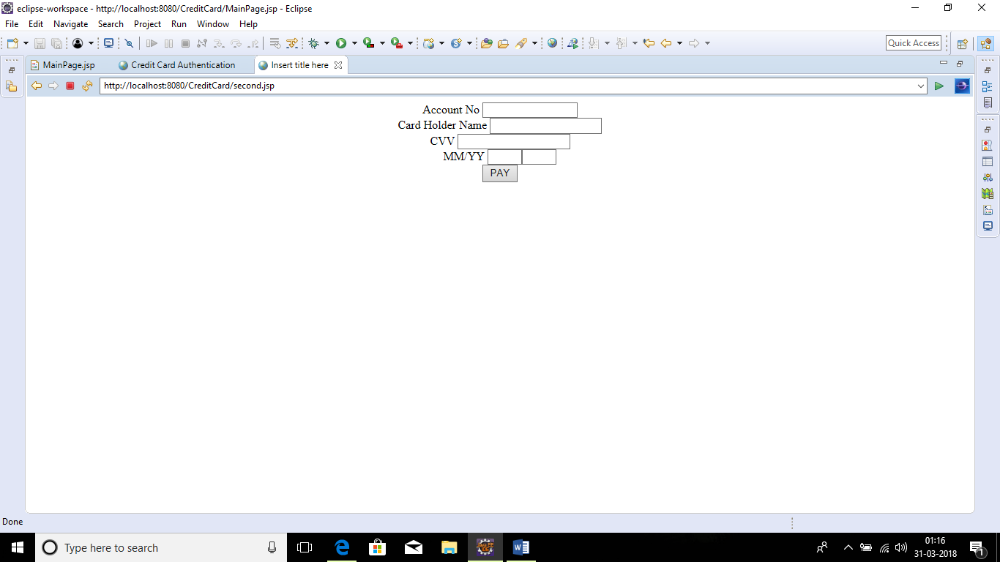 eclipse-workspace - http://localhost:8080/CreditCard/MainPage.jsp - Eclipse
File Edit Navigate Search Project Run Window Help
Quick Access
MainPage.jsp Credit Card Authentication Insert title here
http://localhost:8080/CreditCard/second.jsp
Account No
Card Holder Name
CVV
MM/YY
PAY
Done
Type here to search
01:16
31-03-2018
1